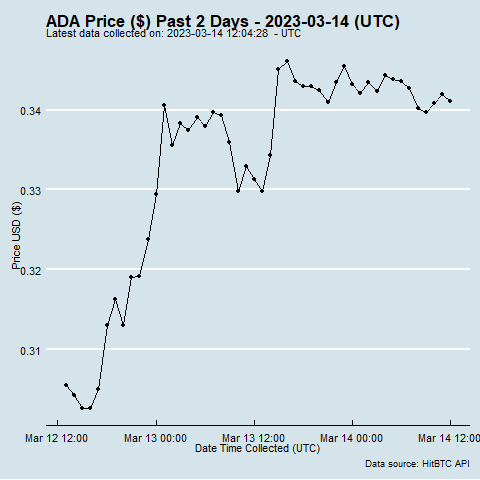 ADA Price ($) Past 2 Days - 2023-03-14 (UTC)
Latest data collected on: 2023-03-14 12:04:28  - UTC
Price USD ($)
0.34
0.33
0.32
0.31
Mar 12 12:00 Mar 13 00:00 Mar 13 12:00 Mar 14 00:00 Mar 14 12:00
Date Time Collected (UTC)
Data source: HitBTC API